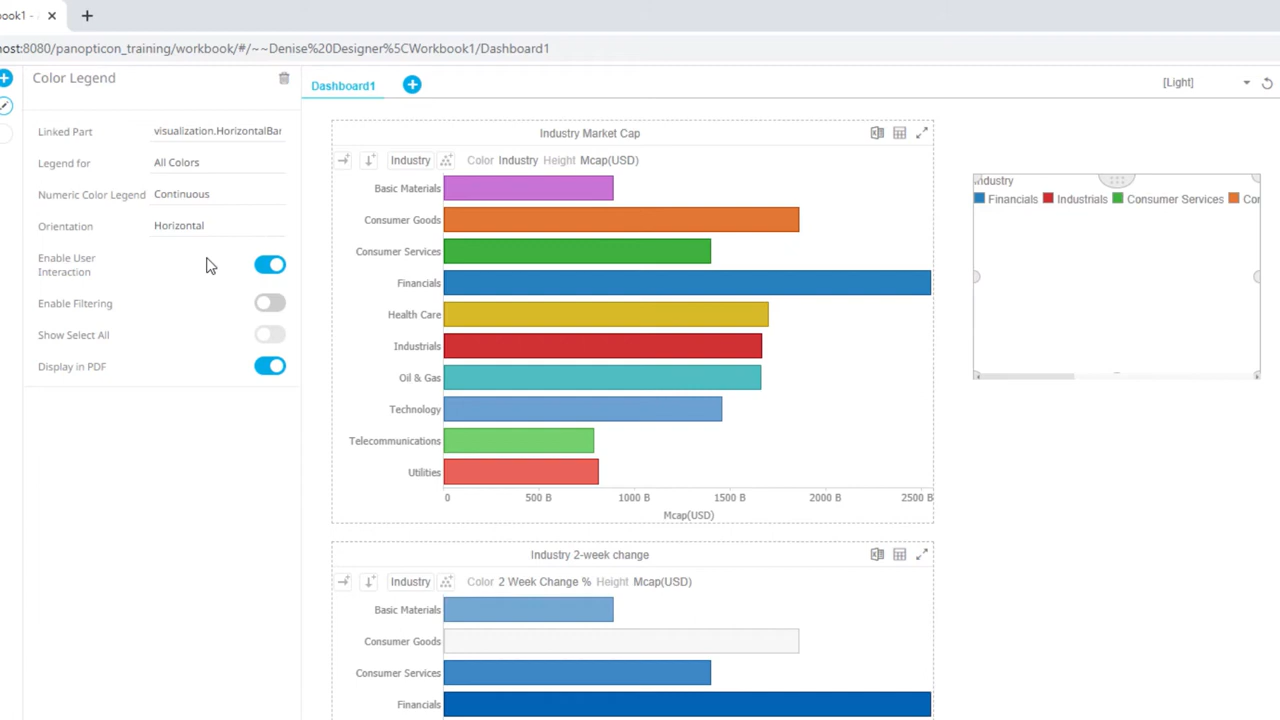 ook1 -
nost:8080/panopticon_training/workbook/#/~~Denise%20Designer%5CWorkbook1/Dashboard1
Color Legend
Linked Part visualization.HorizontalBar
Legend for All Colors
Numeric Color Legend Continuous
Orientation Horizontal
Enable User
Interaction
Enable Filtering
Show Select All
Display in PDF
Dashboard1
[Light]
Industry Market Cap
Industry Color Industry Height Mcap(USD)
Basic Materials
Consumer Goods
Consumer Services
Financials
Health Care
Industrials
Oil & Gas
Technology
Telecommunications
Utilities
0 500 B 1000 B 1500 B 2000 B 2500 B
Mcap(USD)
Industry
Financials Industrials Consumer Services Cor
Industry 2-week change
Industry Color 2 Week Change % Height Mcap(USD)
Basic Materials
Consumer Goods
Consumer Services
Financials